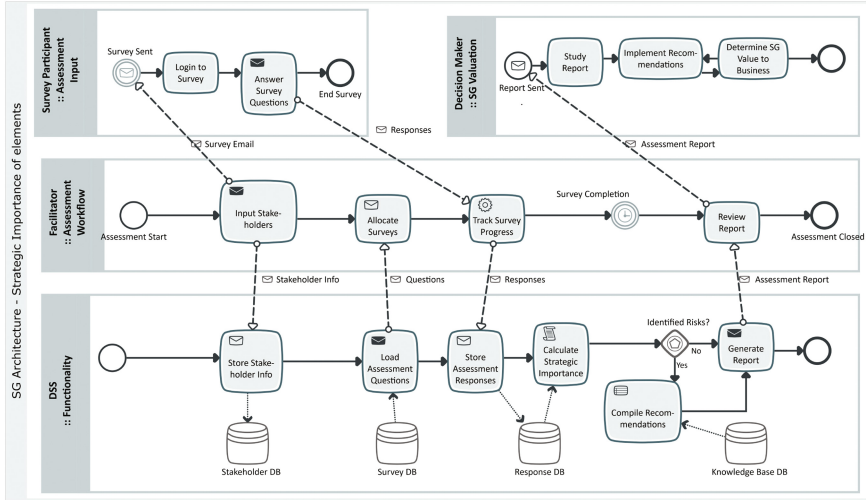 SG Architecture - Strategic Importance of elements
Survey Participant
:: Assessment
Input
Survey Sent
Login to
Survey
Answer
Survey
Questions
End Survey
Decision Maker
:: SG Valuation
Report Sent
Study
Report
Implement Recom-
mendations
Determine SG
Value to
Business
Survey Email
Responses
Assessment Report
Facilitator
:: Assessment
Workflow
Assessment Start
Input Stake-
holders
Allocate
Surveys
Track Survey
Progress
Survey Completion
Review
Report
Assessment Closed
Stakeholder Info
Questions
Responses
Assessment Report
DSS
:: Functionality
Store Stake-
holder Info
Load
Assessment
Questions
Store
Assessment
Responses
Calculate
Strategic
Importance
Identified Risks?
No
Yes
Generate
Report
Compile Recom-
mendations
Stakeholder DB
Survey DB
Response DB
Knowledge Base DB